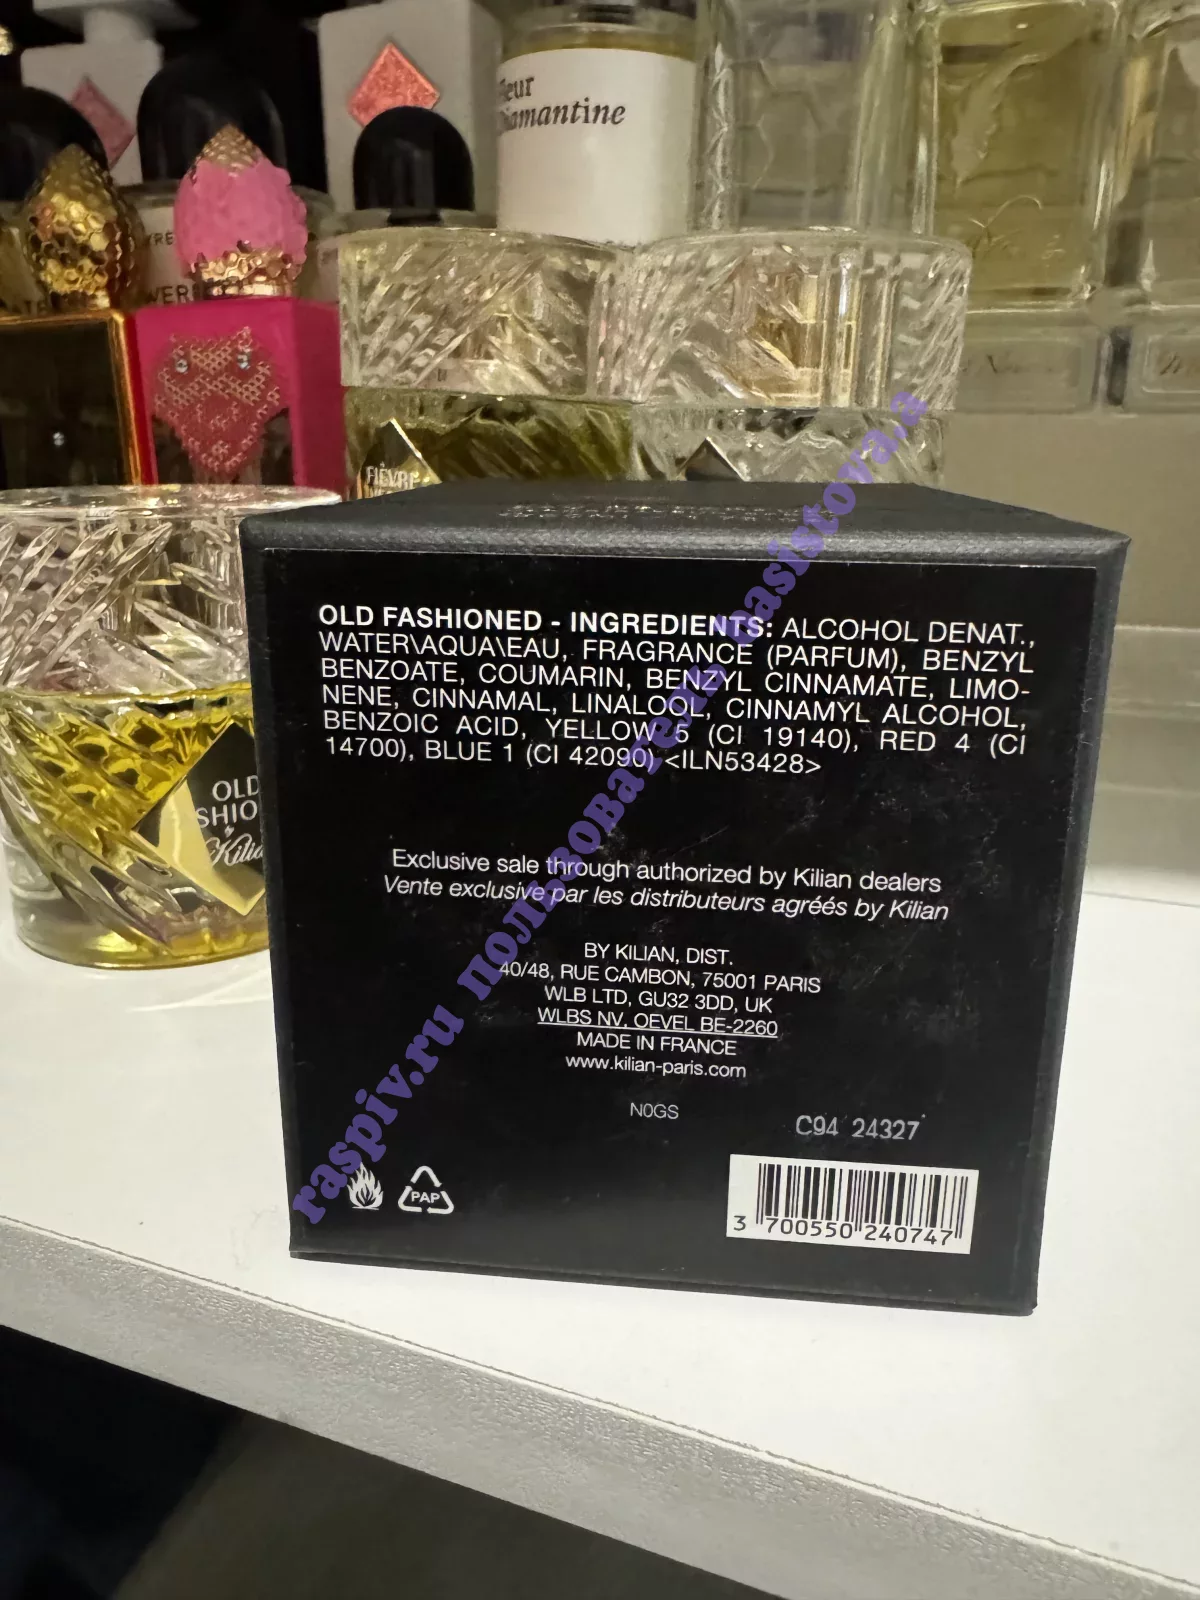 Fleur
Diamantine
FIÈVRE
OLD
by
Kilian
OLD FASHIONED - INGREDIENTS: ALCOHOL DENAT.,
WATER\AQUA\EAU, FRAGRANCE (PARFUM), BENZYL
BENZOATE, COUMARIN, BENZYL CINNAMATE, LIMO-
NENE, CINNAMAL, LINALOOL, CINNAMYL ALCOHOL,
BENZOIC ACID, YELLOW 5 (CI 19140), RED 4 (CI
14700), BLUE 1 (CI 42090) <ILN53428>
Exclusive sale through authorized by Kilian dealers
Vente exclusive par les distributeurs agréés by Kilian
BY KILIAN, DIST.
40/48, RUE CAMBON, 75001 PARIS
WLB LTD, GU32 3DD, UK
WLBS NV, OEVEL BE-2260
MADE IN FRANCE
www.kilian-paris.com
N0GS
C94 24327
PAP
3 700550 240747
raspiv.ru пользователь basistova.a